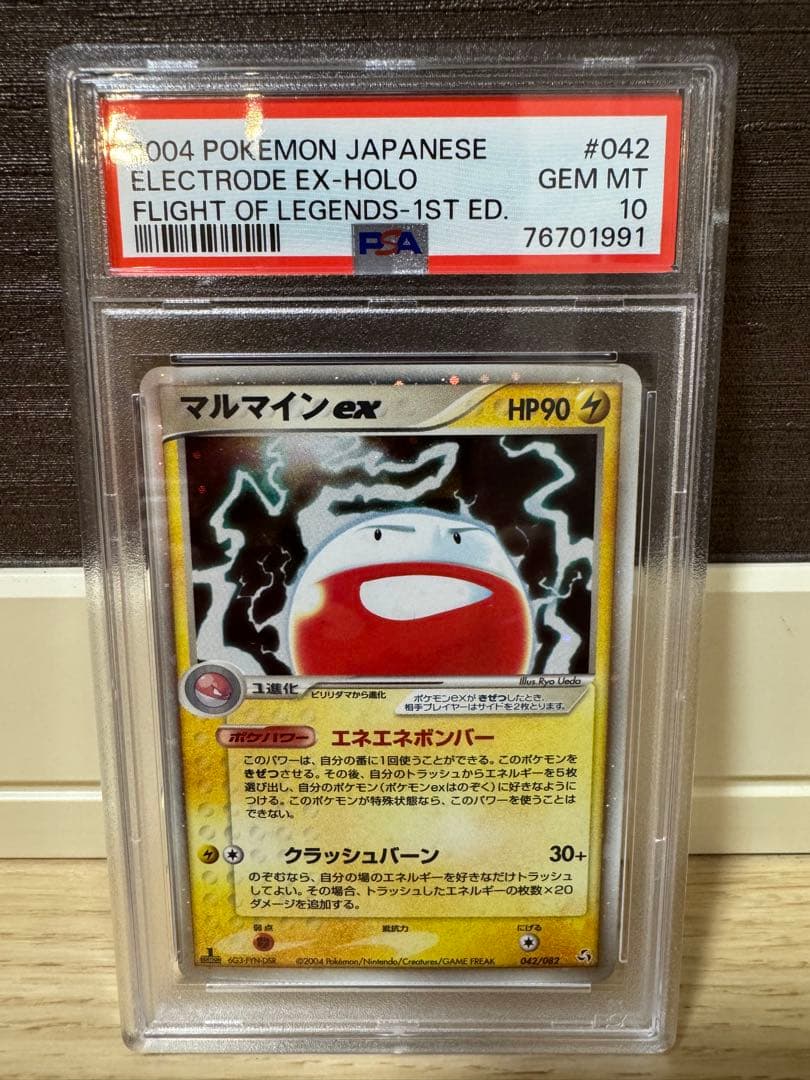 2004 POKEMON JAPANESE #042
ELECTRODE EX-HOLO GEM MT
FLIGHT OF LEGENDS-1ST ED. 10
PSA 76701991
マルマインex HP90
Illus. Ryo Ueda
1進化 ビリリダマから進化
ポケモンexがきぜつしたとき、
相手プレイヤーはサイドを2枚とります。
ポケパワー エネエネボンバー
このパワーは、自分の番に1回使うことができる。このポケモンを
きぜつさせる。その後、自分のトラッシュからエネルギーを5枚
選び出し、自分のポケモン(ポケモンexはのぞく)に好きなように
つける。このポケモンが特殊状態なら、このパワーを使うことは
できない。
クラッシュバーン 30+
のぞむなら、自分の場のエネルギーを好きなだけトラッシュ
してよい。その場合、トラッシュしたエネルギーの枚数×20
ダメージを追加する。
弱点 抵抗力 にげる
1 EDITION 6G3-FYN-DSR ©2004 Pokémon/Nintendo/Creatures/GAME FREAK 042/082